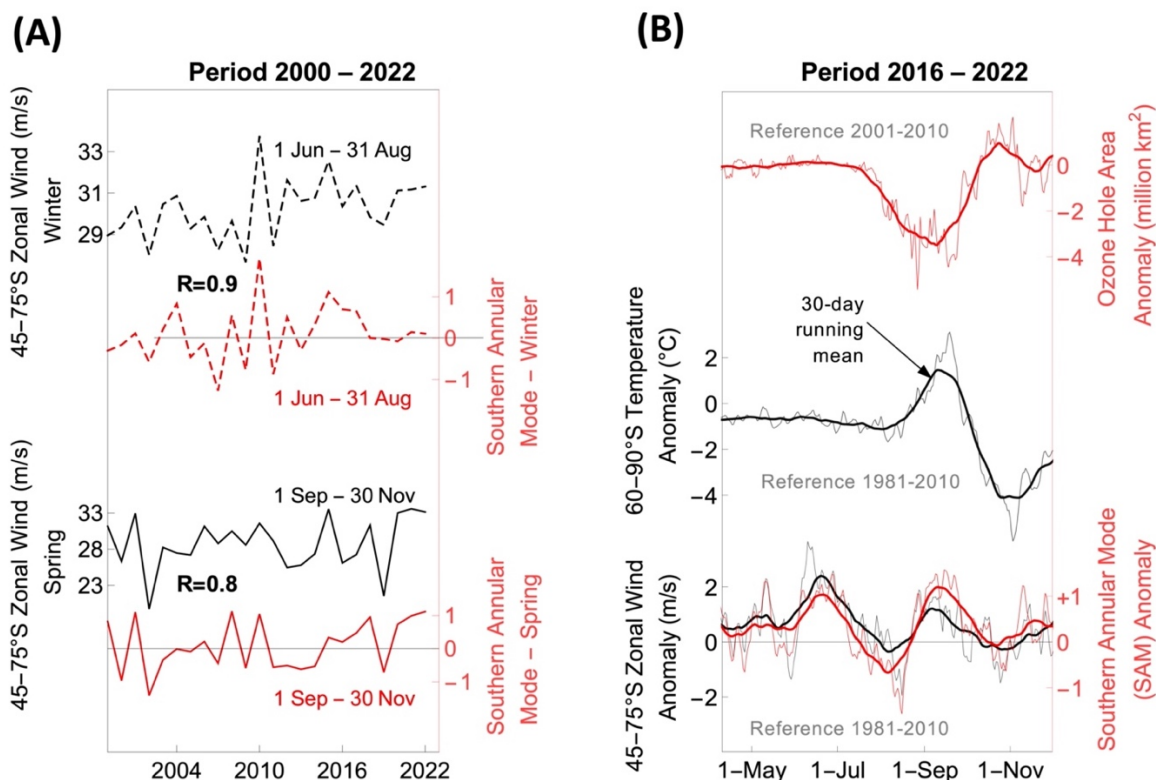 (A)
Period 2000 – 2022
45–75°S Zonal Wind (m/s)
Winter
33
31
29
1 Jun – 31 Aug
R=0.9
1
0
−1
Southern Annular
Mode – Winter
1 Jun – 31 Aug
45–75°S Zonal Wind (m/s)
Spring
33
28
23
1 Sep – 30 Nov
R=0.8
1
0
−1
Southern Annular
Mode – Spring
1 Sep – 30 Nov
2004 2010 2016 2022
(B)
Period 2016 – 2022
Reference 2001-2010
0
−2
−4
Ozone Hole Area
Anomaly (million km²)
60–90°S Temperature
Anomaly (°C)
2
0
−2
−4
30-day
running
mean
Reference 1981-2010
45–75°S Zonal Wind
Anomaly (m/s)
2
0
−2
+1
0
−1
Southern Annular Mode
(SAM) Anomaly
Reference 1981-2010
1–May 1–Jul 1–Sep 1–Nov